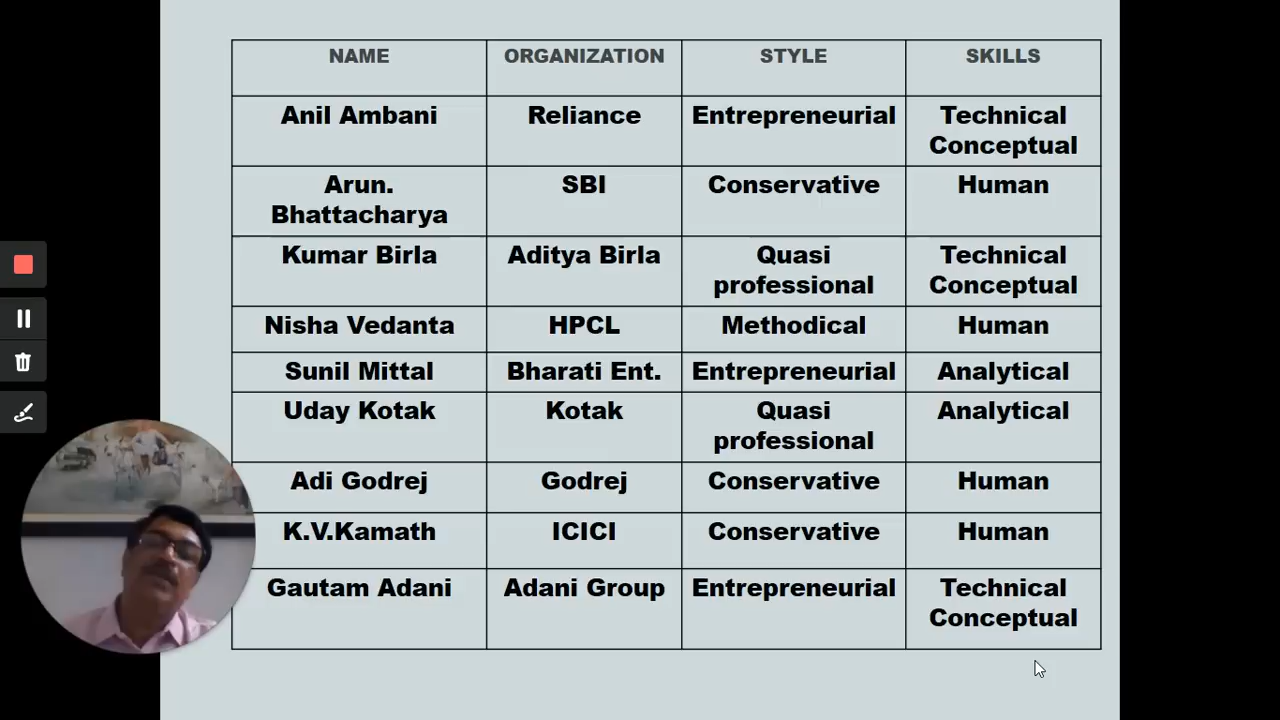 NAME ORGANIZATION STYLE SKILLS
Anil Ambani Reliance Entrepreneurial Technical
Conceptual
Arun. SBI Conservative Human
Bhattacharya
Kumar Birla Aditya Birla Quasi Technical
professional Conceptual
Nisha Vedanta HPCL Methodical Human
Sunil Mittal Bharati Ent. Entrepreneurial Analytical
Uday Kotak Kotak Quasi Analytical
professional
Adi Godrej Godrej Conservative Human
K.V.Kamath ICICI Conservative Human
Gautam Adani Adani Group Entrepreneurial Technical
Conceptual